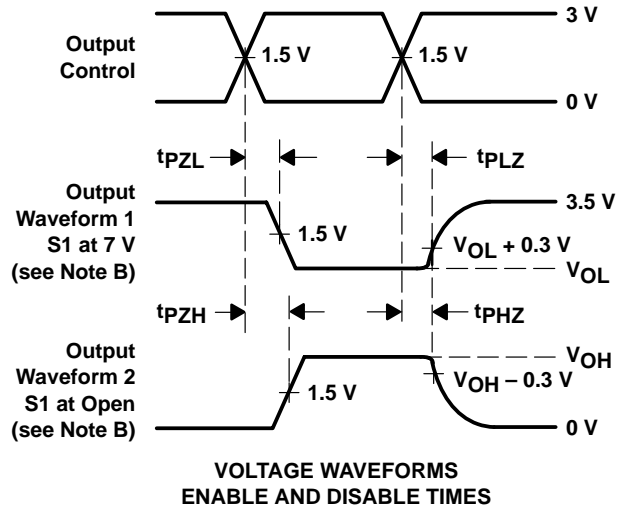 3 V
Output
Control
1.5 V
1.5 V
0 V
tPZL
tPLZ
Output
Waveform 1
S1 at 7 V
(see Note B)
3.5 V
1.5 V
VOL + 0.3 V
VOL
tPZH
tPHZ
Output
Waveform 2
S1 at Open
(see Note B)
VOH
1.5 V
VOH – 0.3 V
0 V
VOLTAGE WAVEFORMS
ENABLE AND DISABLE TIMES